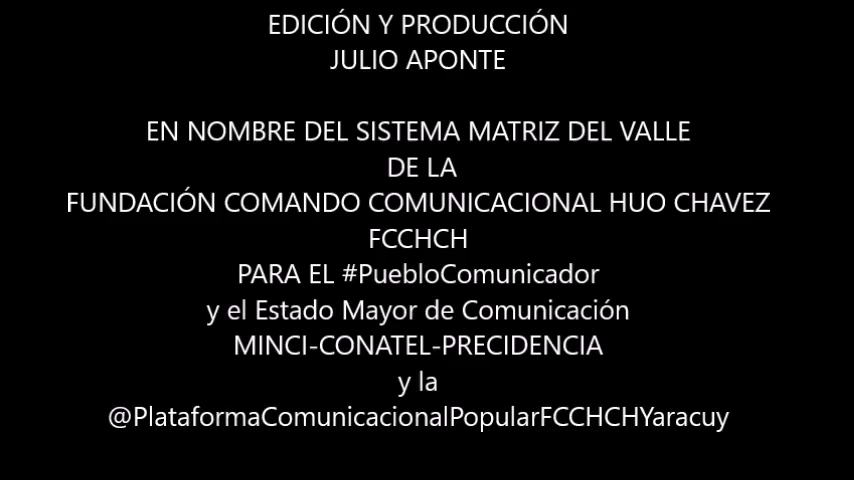 EDICIÓN Y PRODUCCIÓN
JULIO APONTE
EN NOMBRE DEL SISTEMA MATRIZ DEL VALLE
DE LA
FUNDACIÓN COMANDO COMUNICACIONAL HUO CHAVEZ
FCCHCH
PARA EL #PuebloComunicador
y el Estado Mayor de Comunicación
MINCI-CONATEL-PRECIDENCIA
y la
@PlataformaComunicacionalPopularFCCHCHYaracuy